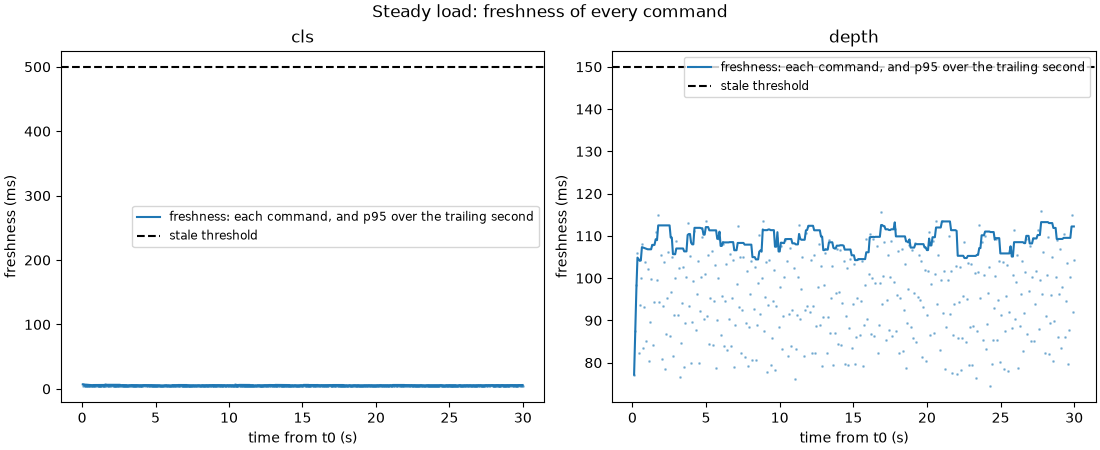 Steady load: freshness of every command
cls
freshness (ms)
500
400
300
200
100
0
freshness: each command, and p95 over the trailing second
stale threshold
0 5 10 15 20 25 30
time from t0 (s)
depth
freshness (ms)
150
140
130
120
110
100
90
80
freshness: each command, and p95 over the trailing second
stale threshold
0 5 10 15 20 25 30
time from t0 (s)